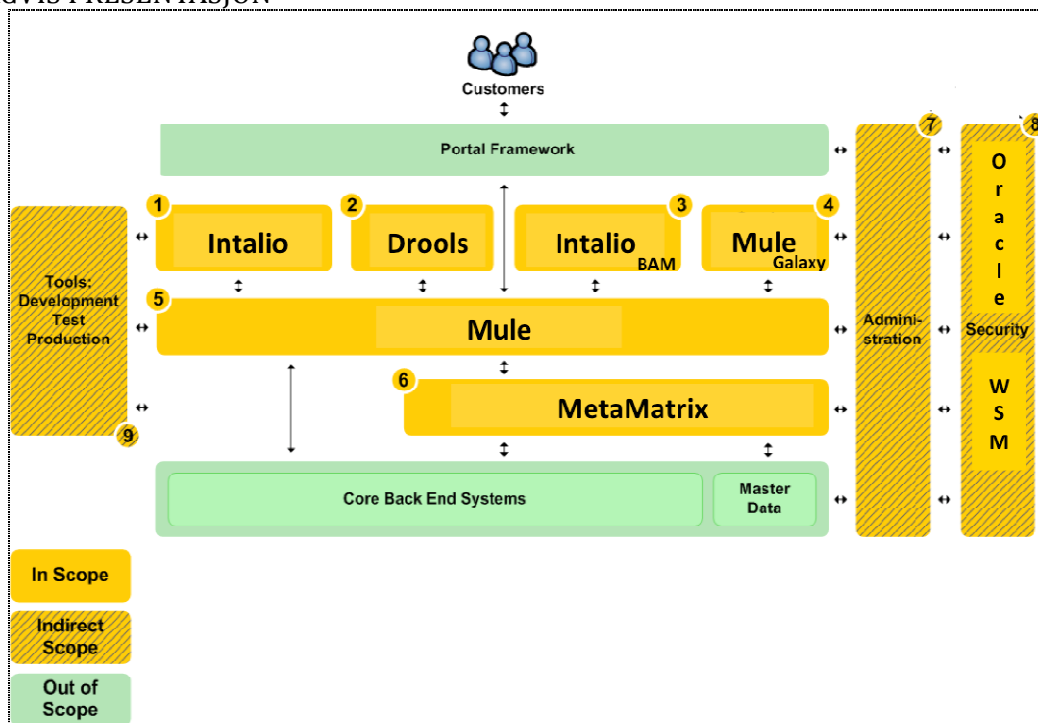 GVIS PRESENTASJON
Customers
Portal Framework
7
8
1
Intalio
2
Drools
3
Intalio
BAM
4
Mule
Galaxy
O
r
a
c
l
e
Security
W
S
M
Tools:
Development
Test
Production
9
5
Mule
Admini-
stration
6
MetaMatrix
Core Back End Systems
Master
Data
In Scope
Indirect
Scope
Out of
Scope